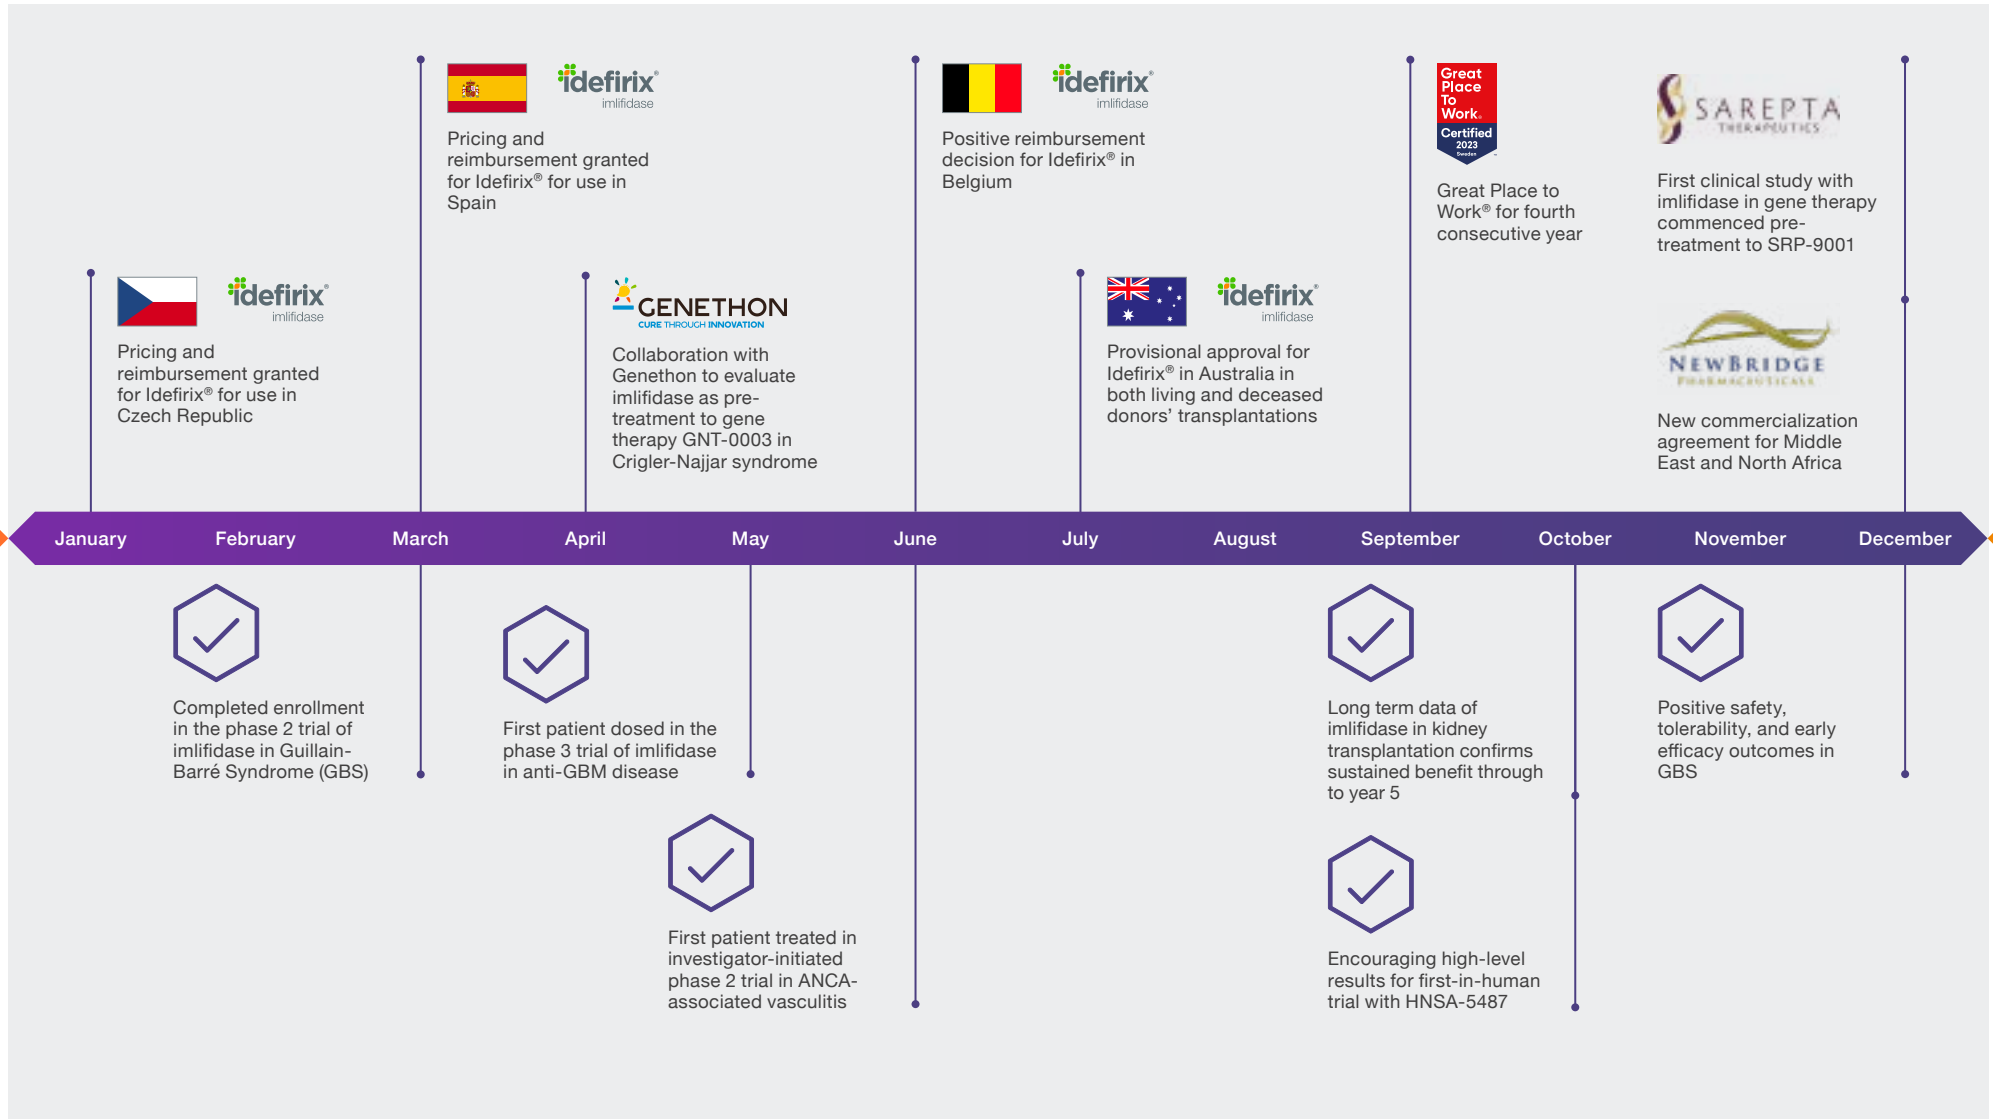 idefirix®
imlifidase
Pricing and
reimbursement granted
for Idefirix® for use in
Spain
idefirix®
imlifidase
Positive reimbursement
decision for Idefirix® in
Belgium
Great
Place
To
Work.
Certified
2023
Sweden
Great Place to
Work® for fourth
consecutive year
SAREPTA
THERAPEUTICS
First clinical study with
imlifidase in gene therapy
commenced pre-
treatment to SRP-9001
idefirix®
imlifidase
Pricing and
reimbursement granted
for Idefirix® for use in
Czech Republic
GENETHON
CURE THROUGH INNOVATION
Collaboration with
Genethon to evaluate
imlifidase as pre-
treatment to gene
therapy GNT-0003 in
Crigler-Najjar syndrome
idefirix®
imlifidase
Provisional approval for
Idefirix® in Australia in
both living and deceased
donors’ transplantations
NEWBRIDGE
PHARMACEUTICALS
New commercialization
agreement for Middle
East and North Africa
January February March April May June July August September October November December
Completed enrollment
in the phase 2 trial of
imlifidase in Guillain-
Barré Syndrome (GBS)
First patient dosed in the
phase 3 trial of imlifidase
in anti-GBM disease
First patient treated in
investigator-initiated
phase 2 trial in ANCA-
associated vasculitis
Long term data of
imlifidase in kidney
transplantation confirms
sustained benefit through
to year 5
Encouraging high-level
results for first-in-human
trial with HNSA-5487
Positive safety,
tolerability, and early
efficacy outcomes in
GBS